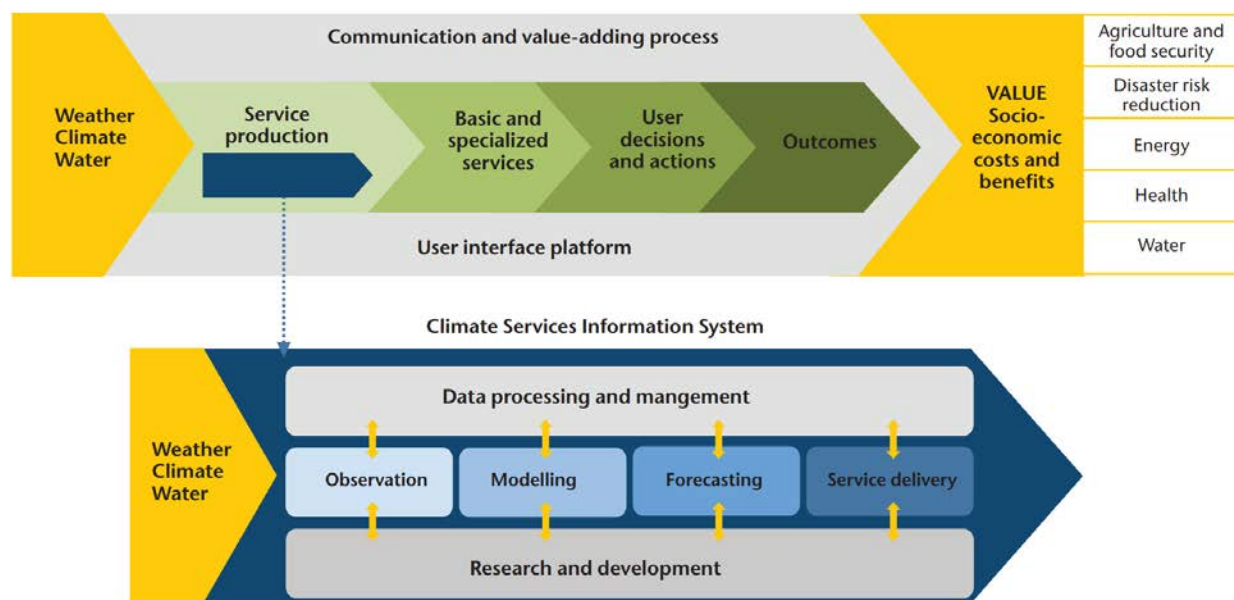 Communication and value-adding process
Weather
Climate
Water
Service
production
Basic and
specialized
services
User
decisions
and actions
Outcomes
VALUE
Socio-
economic
costs and
benefits
Agriculture and
food security
Disaster risk
reduction
Energy
Health
Water
User interface platform
Climate Services Information System
Weather
Climate
Water
Data processing and mangement
Observation
Modelling
Forecasting
Service delivery
Research and development